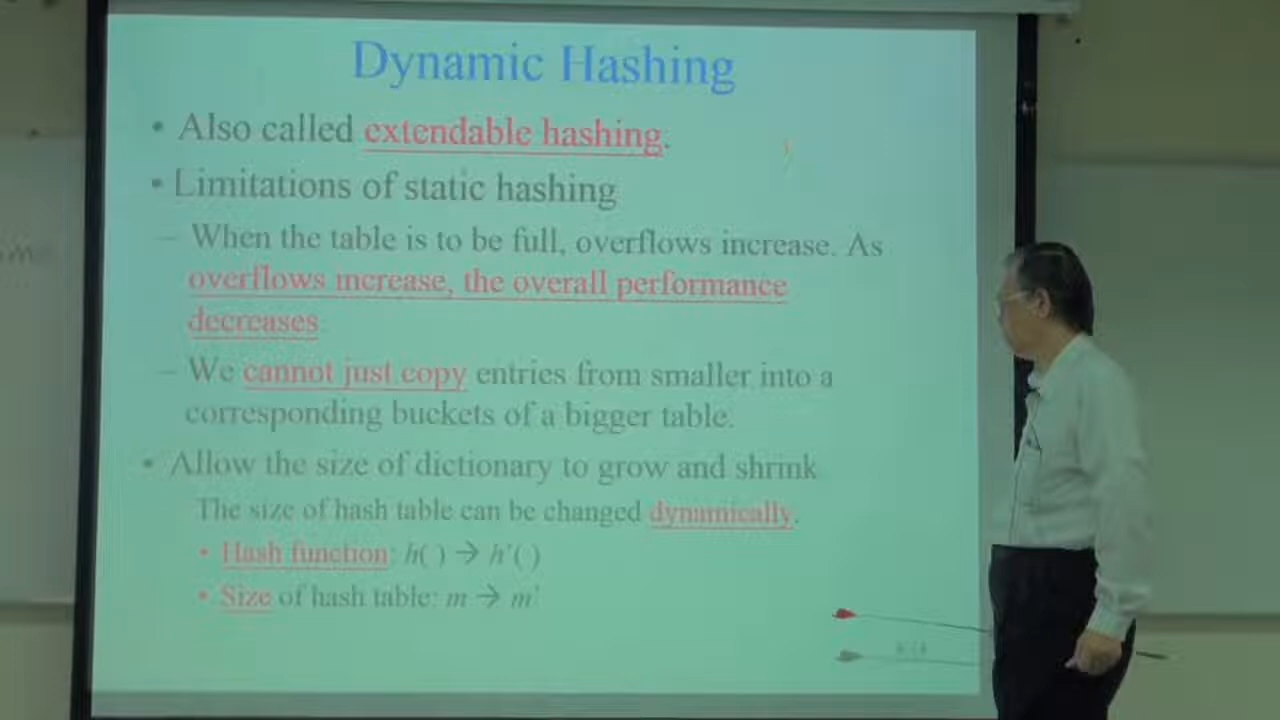 Dynamic Hashing
• Also called extendable hashing.
• Limitations of static hashing
– When the table is to be full, overflows increase. As
overflows increase, the overall performance
decreases.
– We cannot just copy entries from smaller into a
corresponding buckets of a bigger table.
• Allow the size of dictionary to grow and shrink
The size of hash table can be changed dynamically.
• Hash function: h( ) → h'( )
• Size of hash table: m → m'